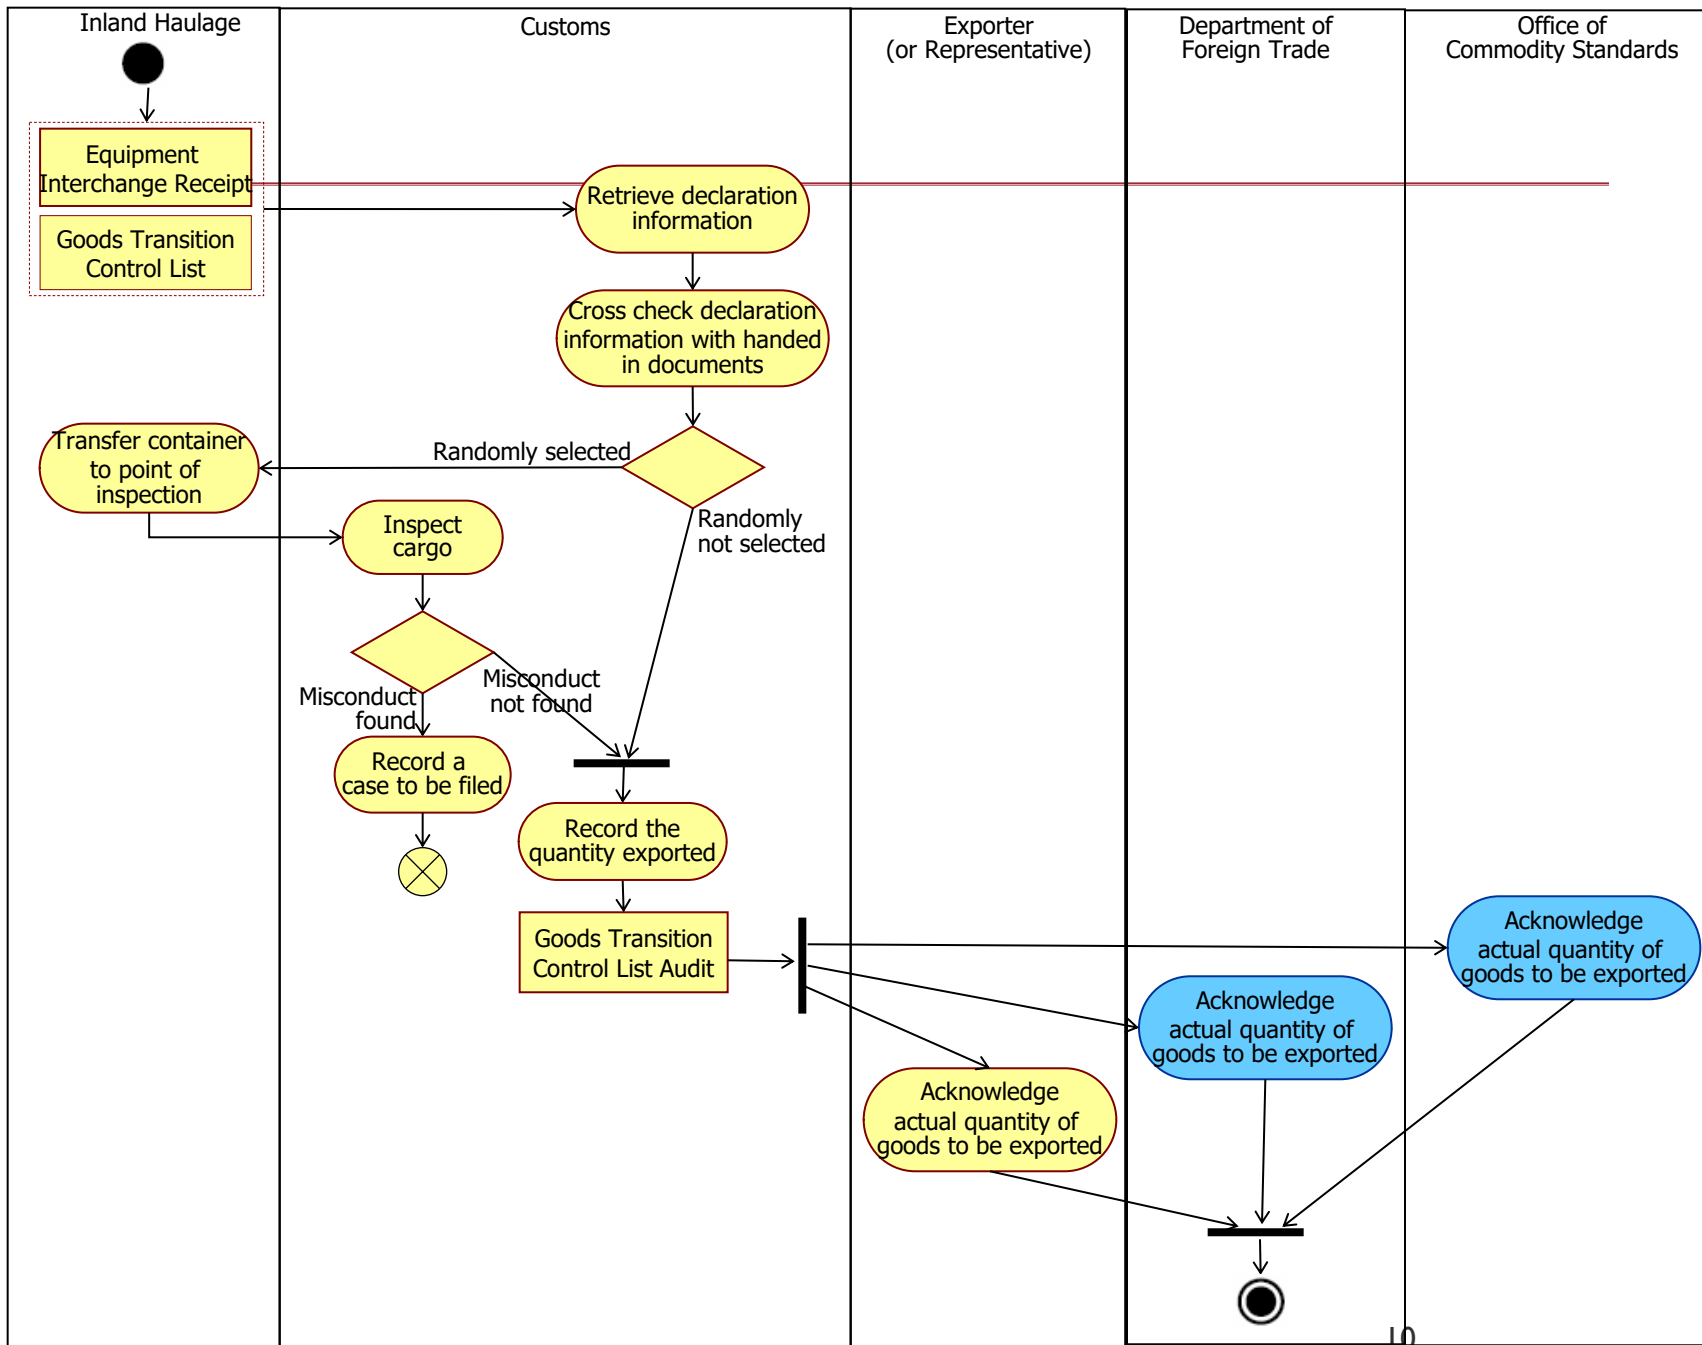 Inland Haulage
Customs
Exporter
(or Representative)
Department of
Foreign Trade
Office of
Commodity Standards
Equipment
Interchange Receipt
Goods Transition
Control List
Retrieve declaration
information
Cross check declaration
information with handed
in documents
Randomly selected
Transfer container
to point of
inspection
Randomly
not selected
Inspect
cargo
Misconduct
found
Misconduct
not found
Record a
case to be filed
Record the
quantity exported
Goods Transition
Control List Audit
Acknowledge
actual quantity of
goods to be exported
Acknowledge
actual quantity of
goods to be exported
Acknowledge
actual quantity of
goods to be exported